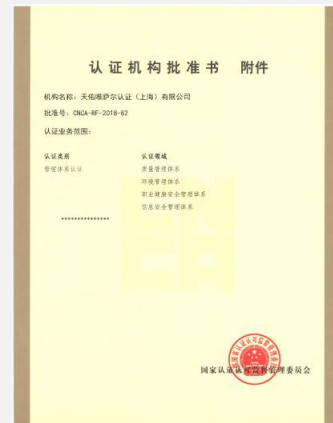 认证机构批准书 附件
机构名称：天佑唯萨尔认证（上海）有限公司
批准号：CNCA-RF-2018-62
认证业务范围：
认证类别 认证领域
管理体系认证 质量管理体系
环境管理体系
职业健康安全管理体系
信息安全管理体系
***************
CNCA
国家认证认可监督管理委员会